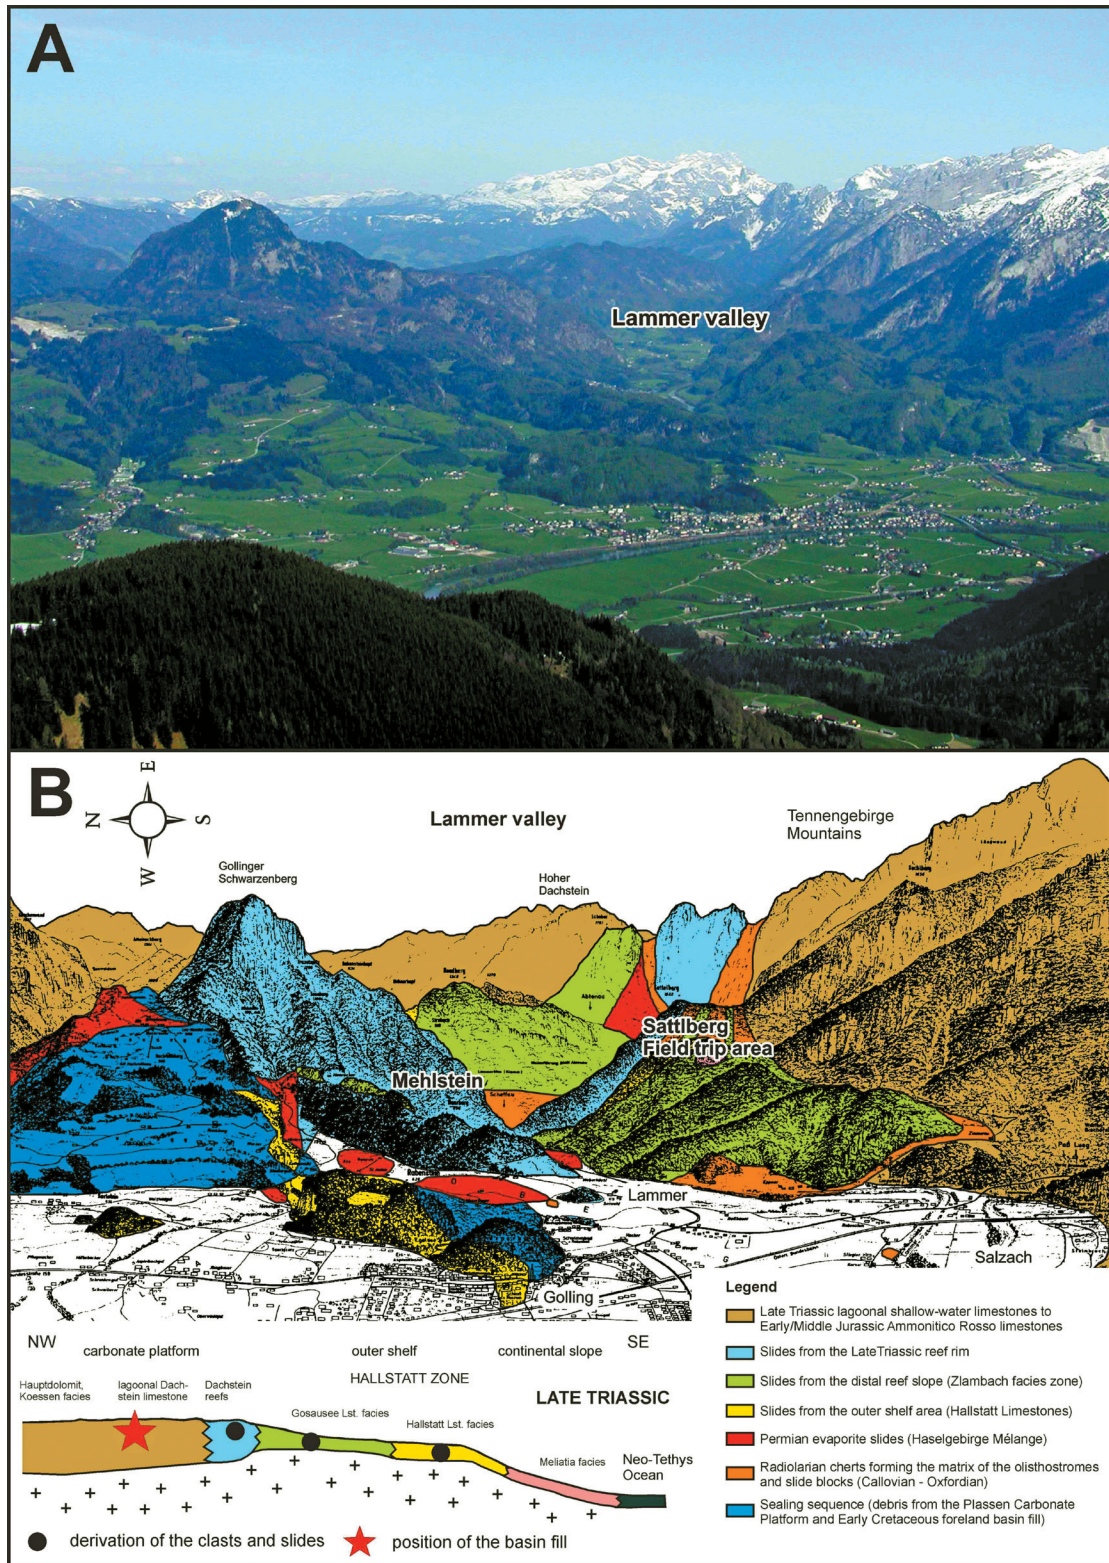 A
Lammer valley
B
E
N
S
W
Lammer valley
Tennengebirge
Mountains
Gollinger
Schwarzenberg
Hoher
Dachstein
Abtenau
Sattlberg
Field trip area
Mehlstein
Scheffau
Lammer
Salzach
Golling
NW
SE
carbonate platform
outer shelf
continental slope
HALLSTATT ZONE
LATE TRIASSIC
Hauptdolomit,
Koessen facies
lagoonal Dach-
stein limestone
Dachstein
reefs
Gosausee Lst. facies
Hallstatt Lst. facies
Meliatia facies
Neo-Tethys
Ocean
derivation of the clasts and slides
position of the basin fill
Legend
Late Triassic lagoonal shallow-water limestones to
Early/Middle Jurassic Ammonitico Rosso limestones
Slides from the LateTriassic reef rim
Slides from the distal reef slope (Zlambach facies zone)
Slides from the outer shelf area (Hallstatt Limestones)
Permian evaporite slides (Haselgebirge Mélange)
Radiolarian cherts forming the matrix of the olisthostromes
and slide blocks (Callovian - Oxfordian)
Sealing sequence (debris from the Plassen Carbonate
Platform and Early Cretaceous foreland basin fill)